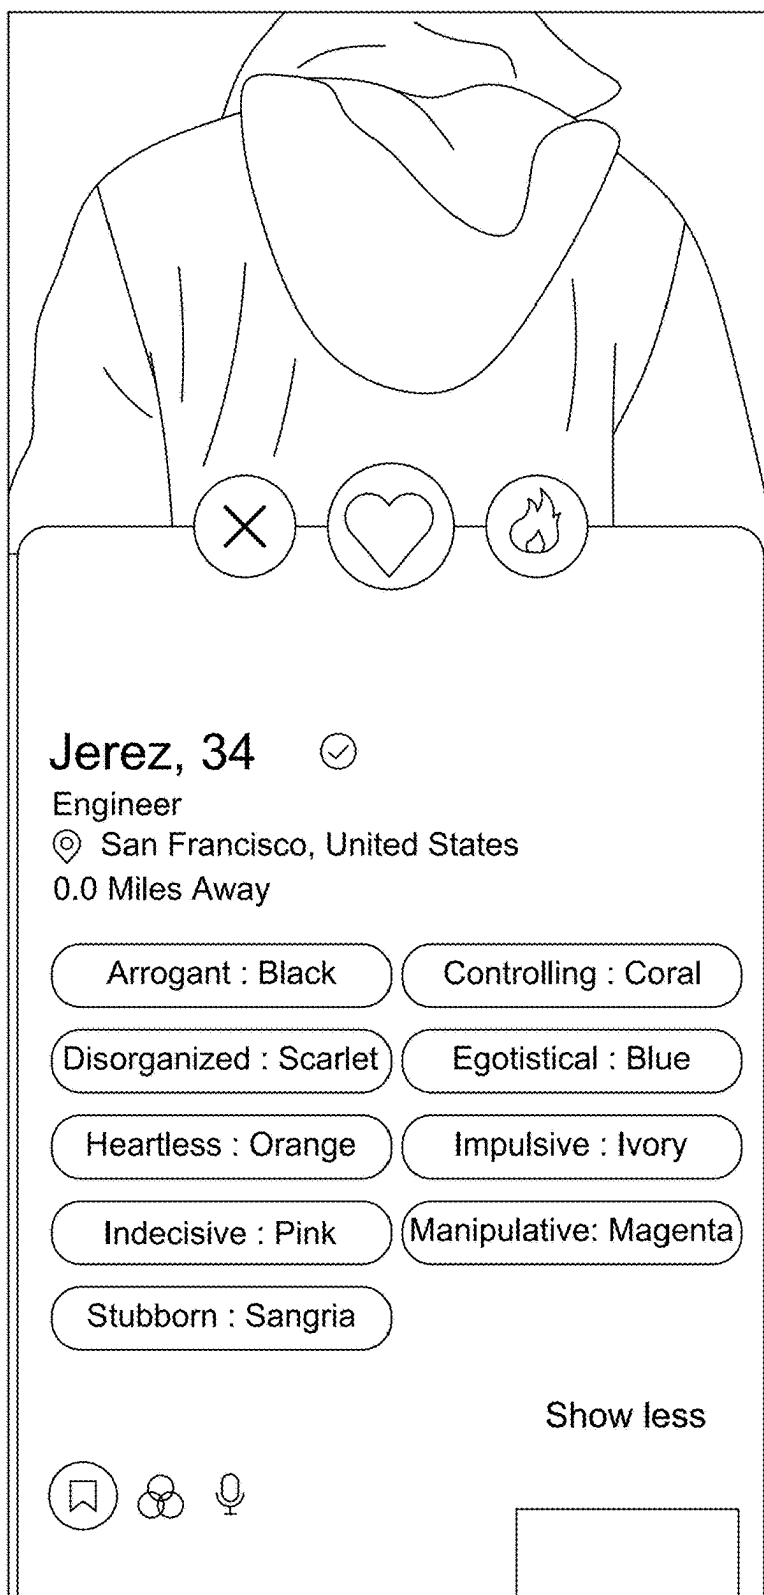 Jerez, 34
Engineer
San Francisco, United States
0.0 Miles Away
Arrogant : Black
Controlling : Coral
Disorganized : Scarlet
Egotistical : Blue
Heartless : Orange
Impulsive : Ivory
Indecisive : Pink
Manipulative: Magenta
Stubborn : Sangria
Show less